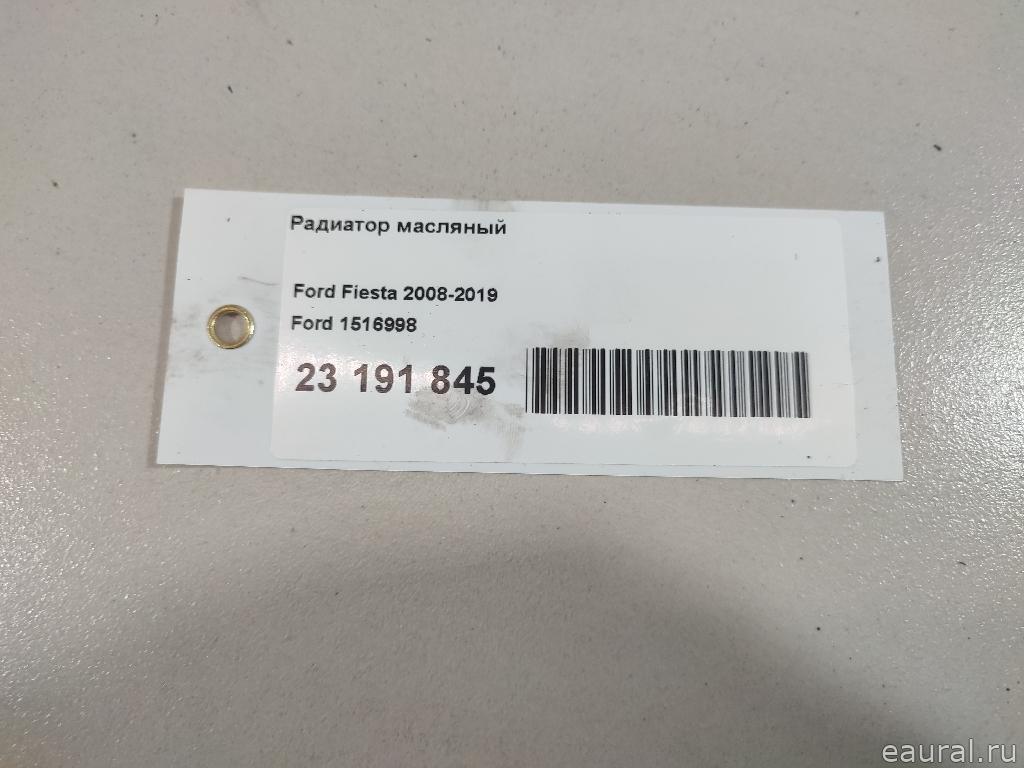 Радиатор масляный
Ford Fiesta 2008-2019
Ford 1516998
23 191 845
eaural.ru